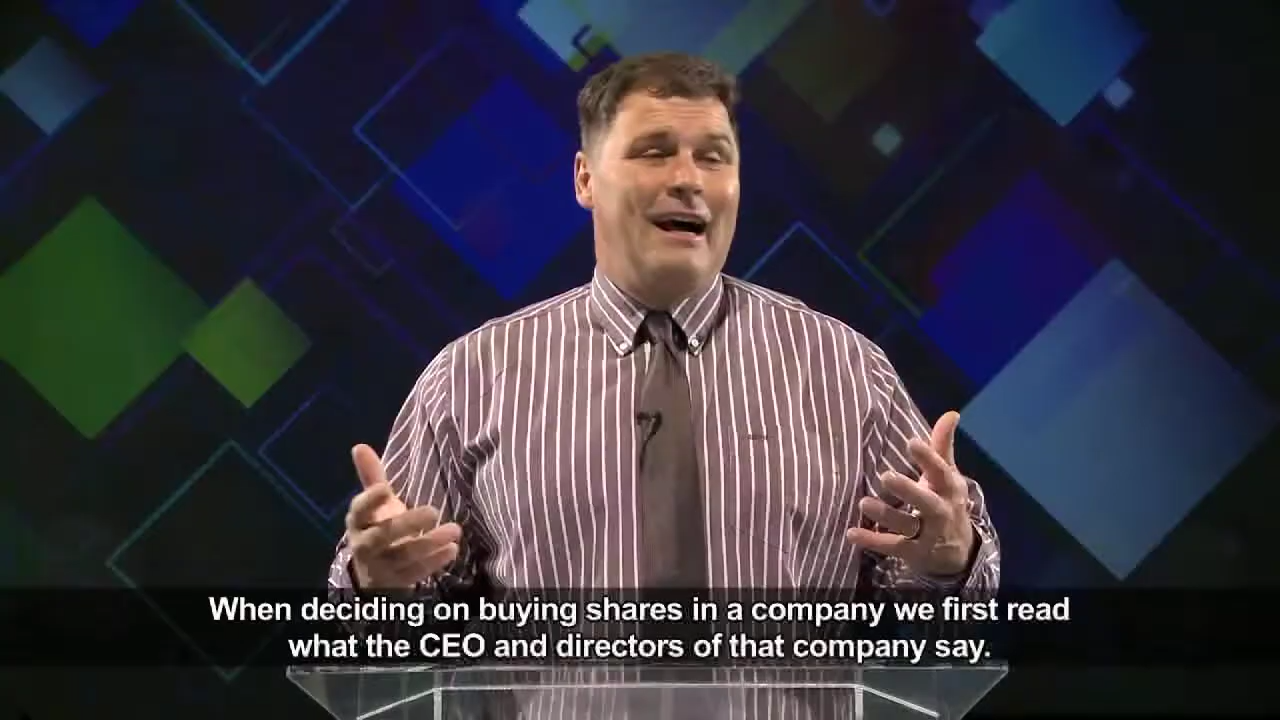 When deciding on buying shares in a company we first read
what the CEO and directors of that company say.